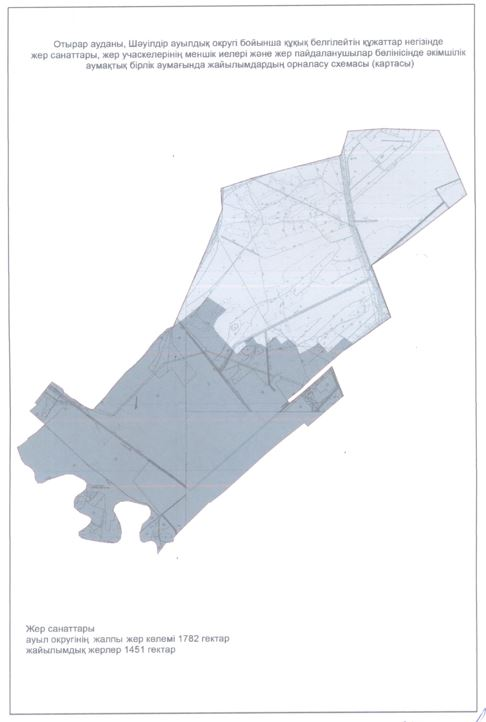 Отырар ауданы, Шәуілдір ауылдық округі бойынша құқық белгілейтін құжаттар негізінде
жер санаттары, жер учаскелерінің меншік иелері және жер пайдаланушылар бөлінісінде әкімшілік
аумақтық бірлік аумағында жайылымдардың орналасу схемасы (картасы)
Жер санаттары
ауыл округінің жалпы жер көлемі 1782 гектар
жайылымдық жерлер 1451 гектар